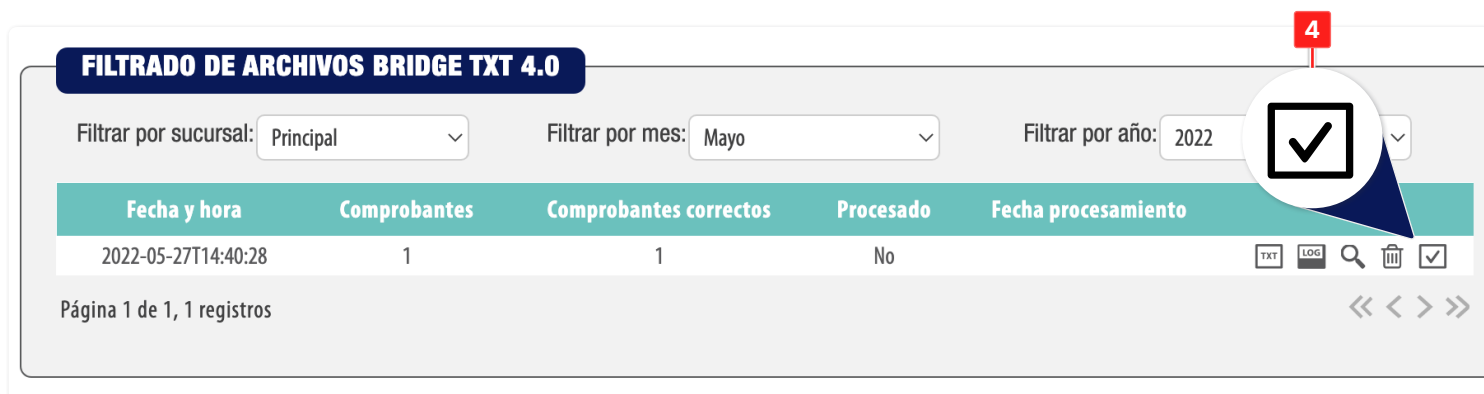 4
FILTRADO DE ARCHIVOS BRIDGE TXT 4.0
Filtrar por sucursal: Principal Filtrar por mes: Mayo Filtrar por año: 2022
Fecha y hora Comprobantes Comprobantes correctos Procesado Fecha procesamiento
2022-05-27T14:40:28 1 1 No TXT LOG
Página 1 de 1, 1 registros